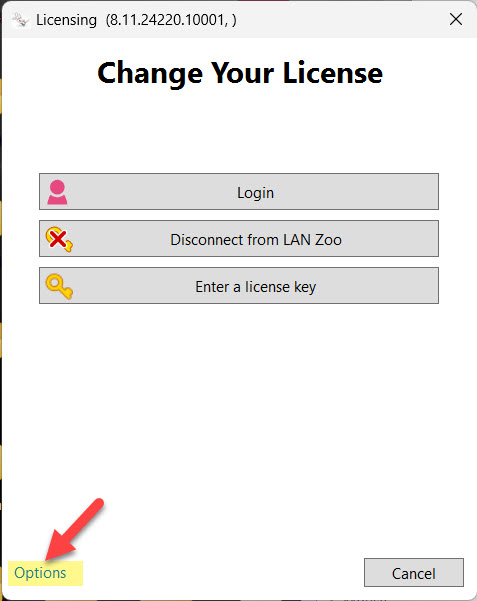 Licensing (8.11.24220.10001, )
Change Your License
Login
Disconnect from LAN Zoo
Enter a license key
Options
Cancel